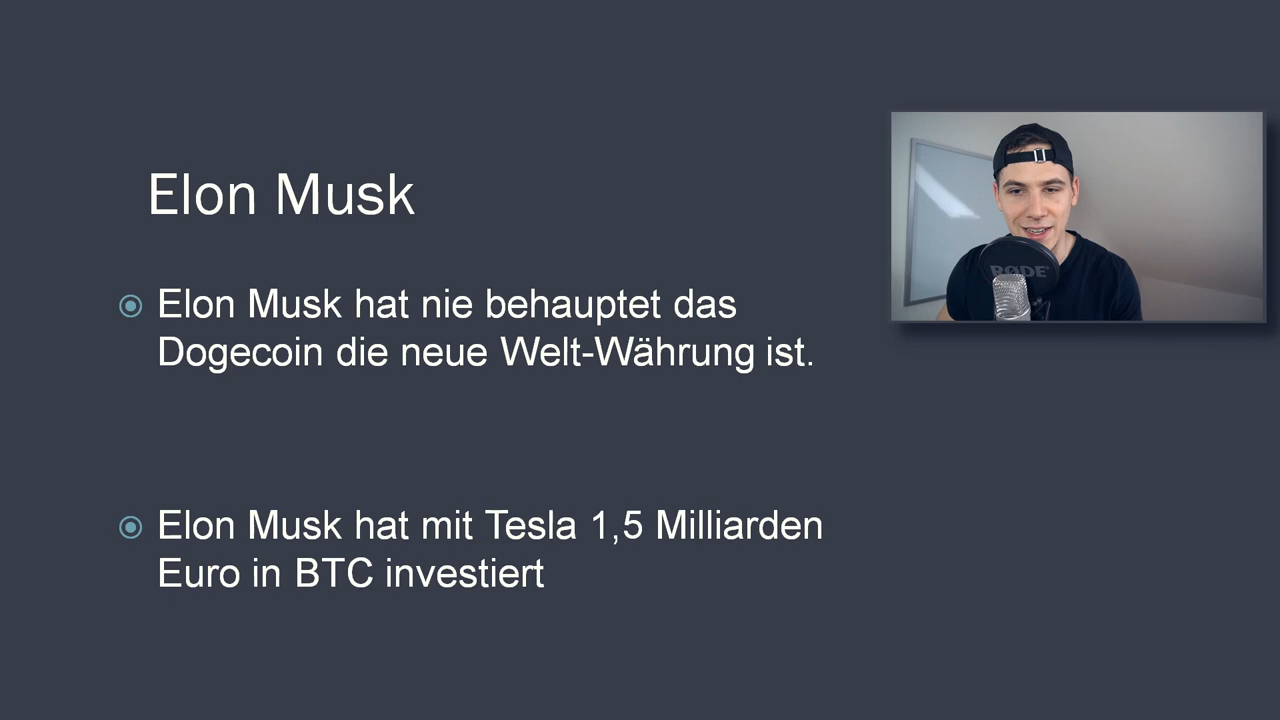 Elon Musk
Elon Musk hat nie behauptet das
Dogecoin die neue Welt-Währung ist.
Elon Musk hat mit Tesla 1,5 Milliarden
Euro in BTC investiert
RODE